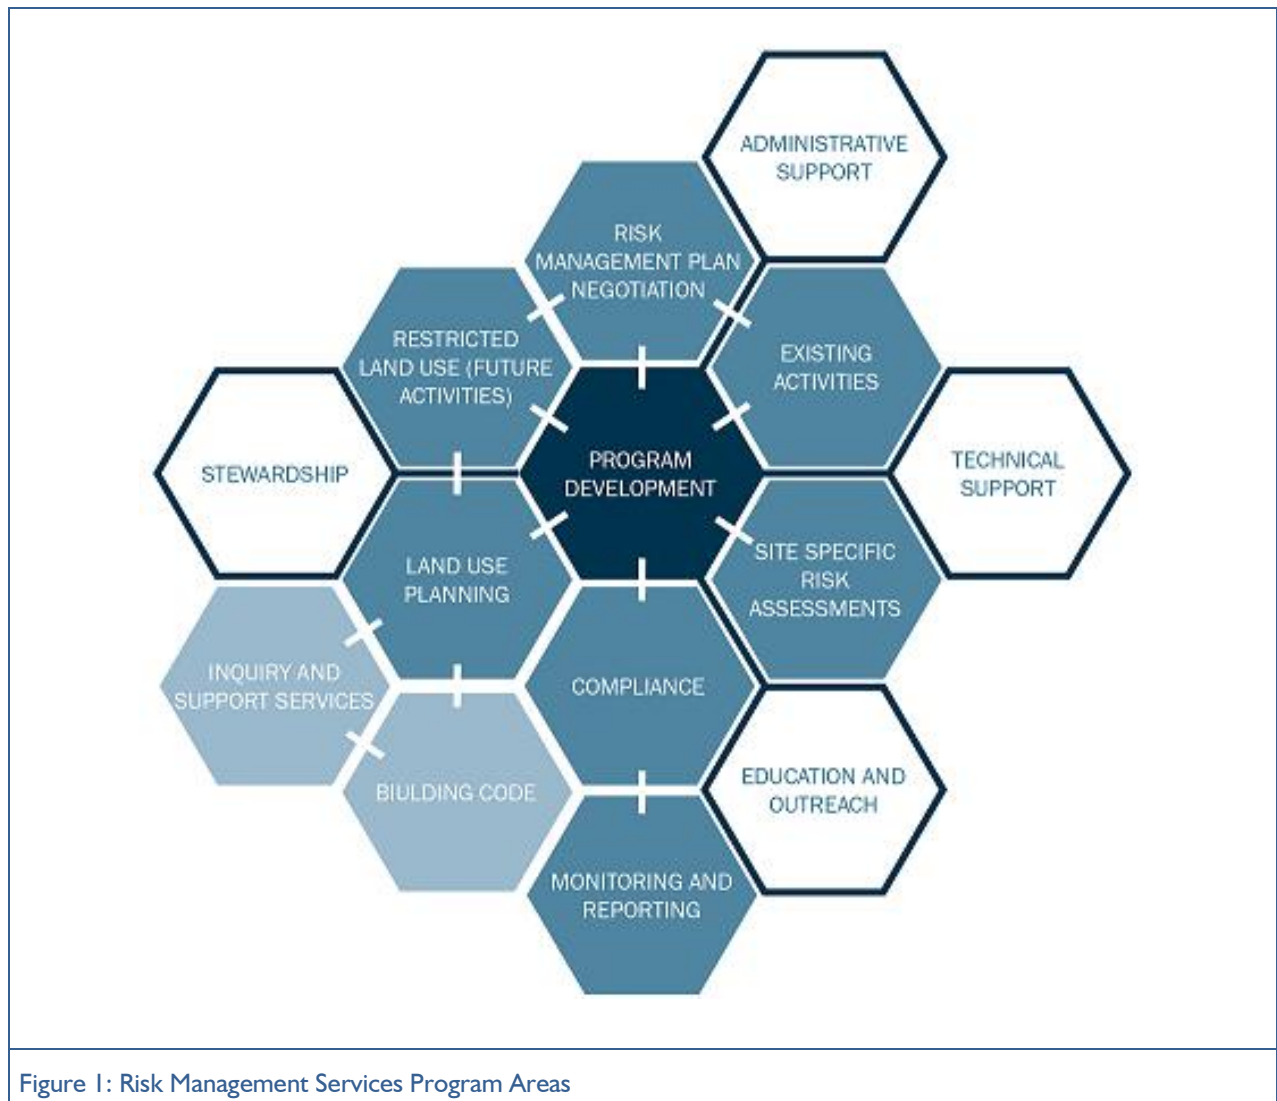 ADMINISTRATIVE
SUPPORT
RISK
MANAGEMENT PLAN
NEGOTIATION
RESTRICTED
LAND USE (FUTURE
ACTIVITIES)
EXISTING
ACTIVITIES
STEWARDSHIP
PROGRAM
DEVELOPMENT
TECHNICAL
SUPPORT
LAND USE
PLANNING
SITE SPECIFIC
RISK
ASSESSMENTS
INQUIRY AND
SUPPORT SERVICES
COMPLIANCE
BIULDING CODE
EDUCATION AND
OUTREACH
MONITORING AND
REPORTING
Figure 1: Risk Management Services Program Areas